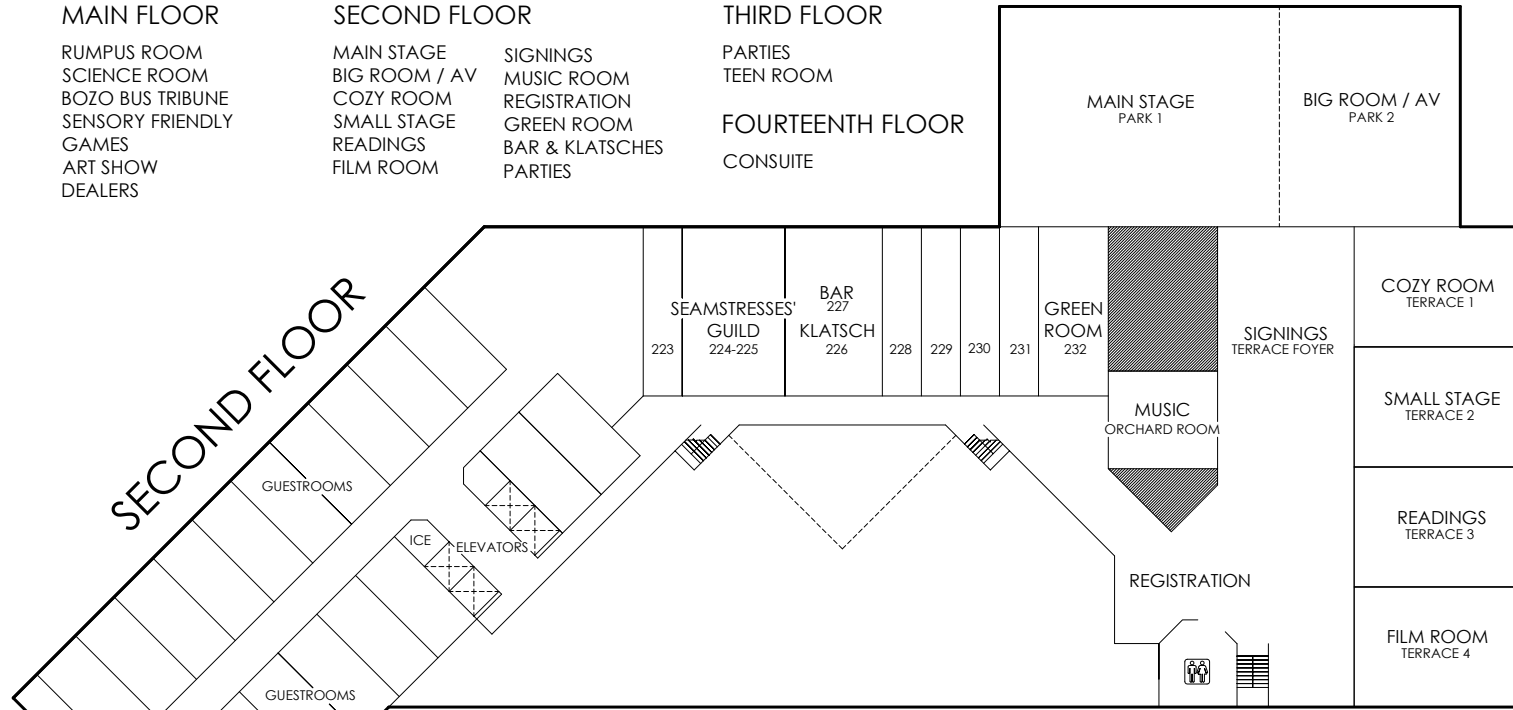 MAIN FLOOR
RUMPUS ROOM
SCIENCE ROOM
BOZO BUS TRIBUNE
SENSORY FRIENDLY
GAMES
ART SHOW
DEALERS
SECOND FLOOR
MAIN STAGE
BIG ROOM / AV
COZY ROOM
SMALL STAGE
READINGS
FILM ROOM
SIGNINGS
MUSIC ROOM
REGISTRATION
GREEN ROOM
BAR & KLATSCHES
PARTIES
THIRD FLOOR
PARTIES
TEEN ROOM
FOURTEENTH FLOOR
CONSUITE
MAIN STAGE
PARK 1
BIG ROOM / AV
PARK 2
SECOND FLOOR
223
SEAMSTRESSES'
GUILD
224-225
BAR
227
KLATSCH
226
228
229
230
231
GREEN
ROOM
232
SIGNINGS
TERRACE FOYER
COZY ROOM
TERRACE 1
SMALL STAGE
TERRACE 2
MUSIC
ORCHARD ROOM
READINGS
TERRACE 3
GUESTROOMS
ICE
ELEVATORS
REGISTRATION
FILM ROOM
TERRACE 4
GUESTROOMS